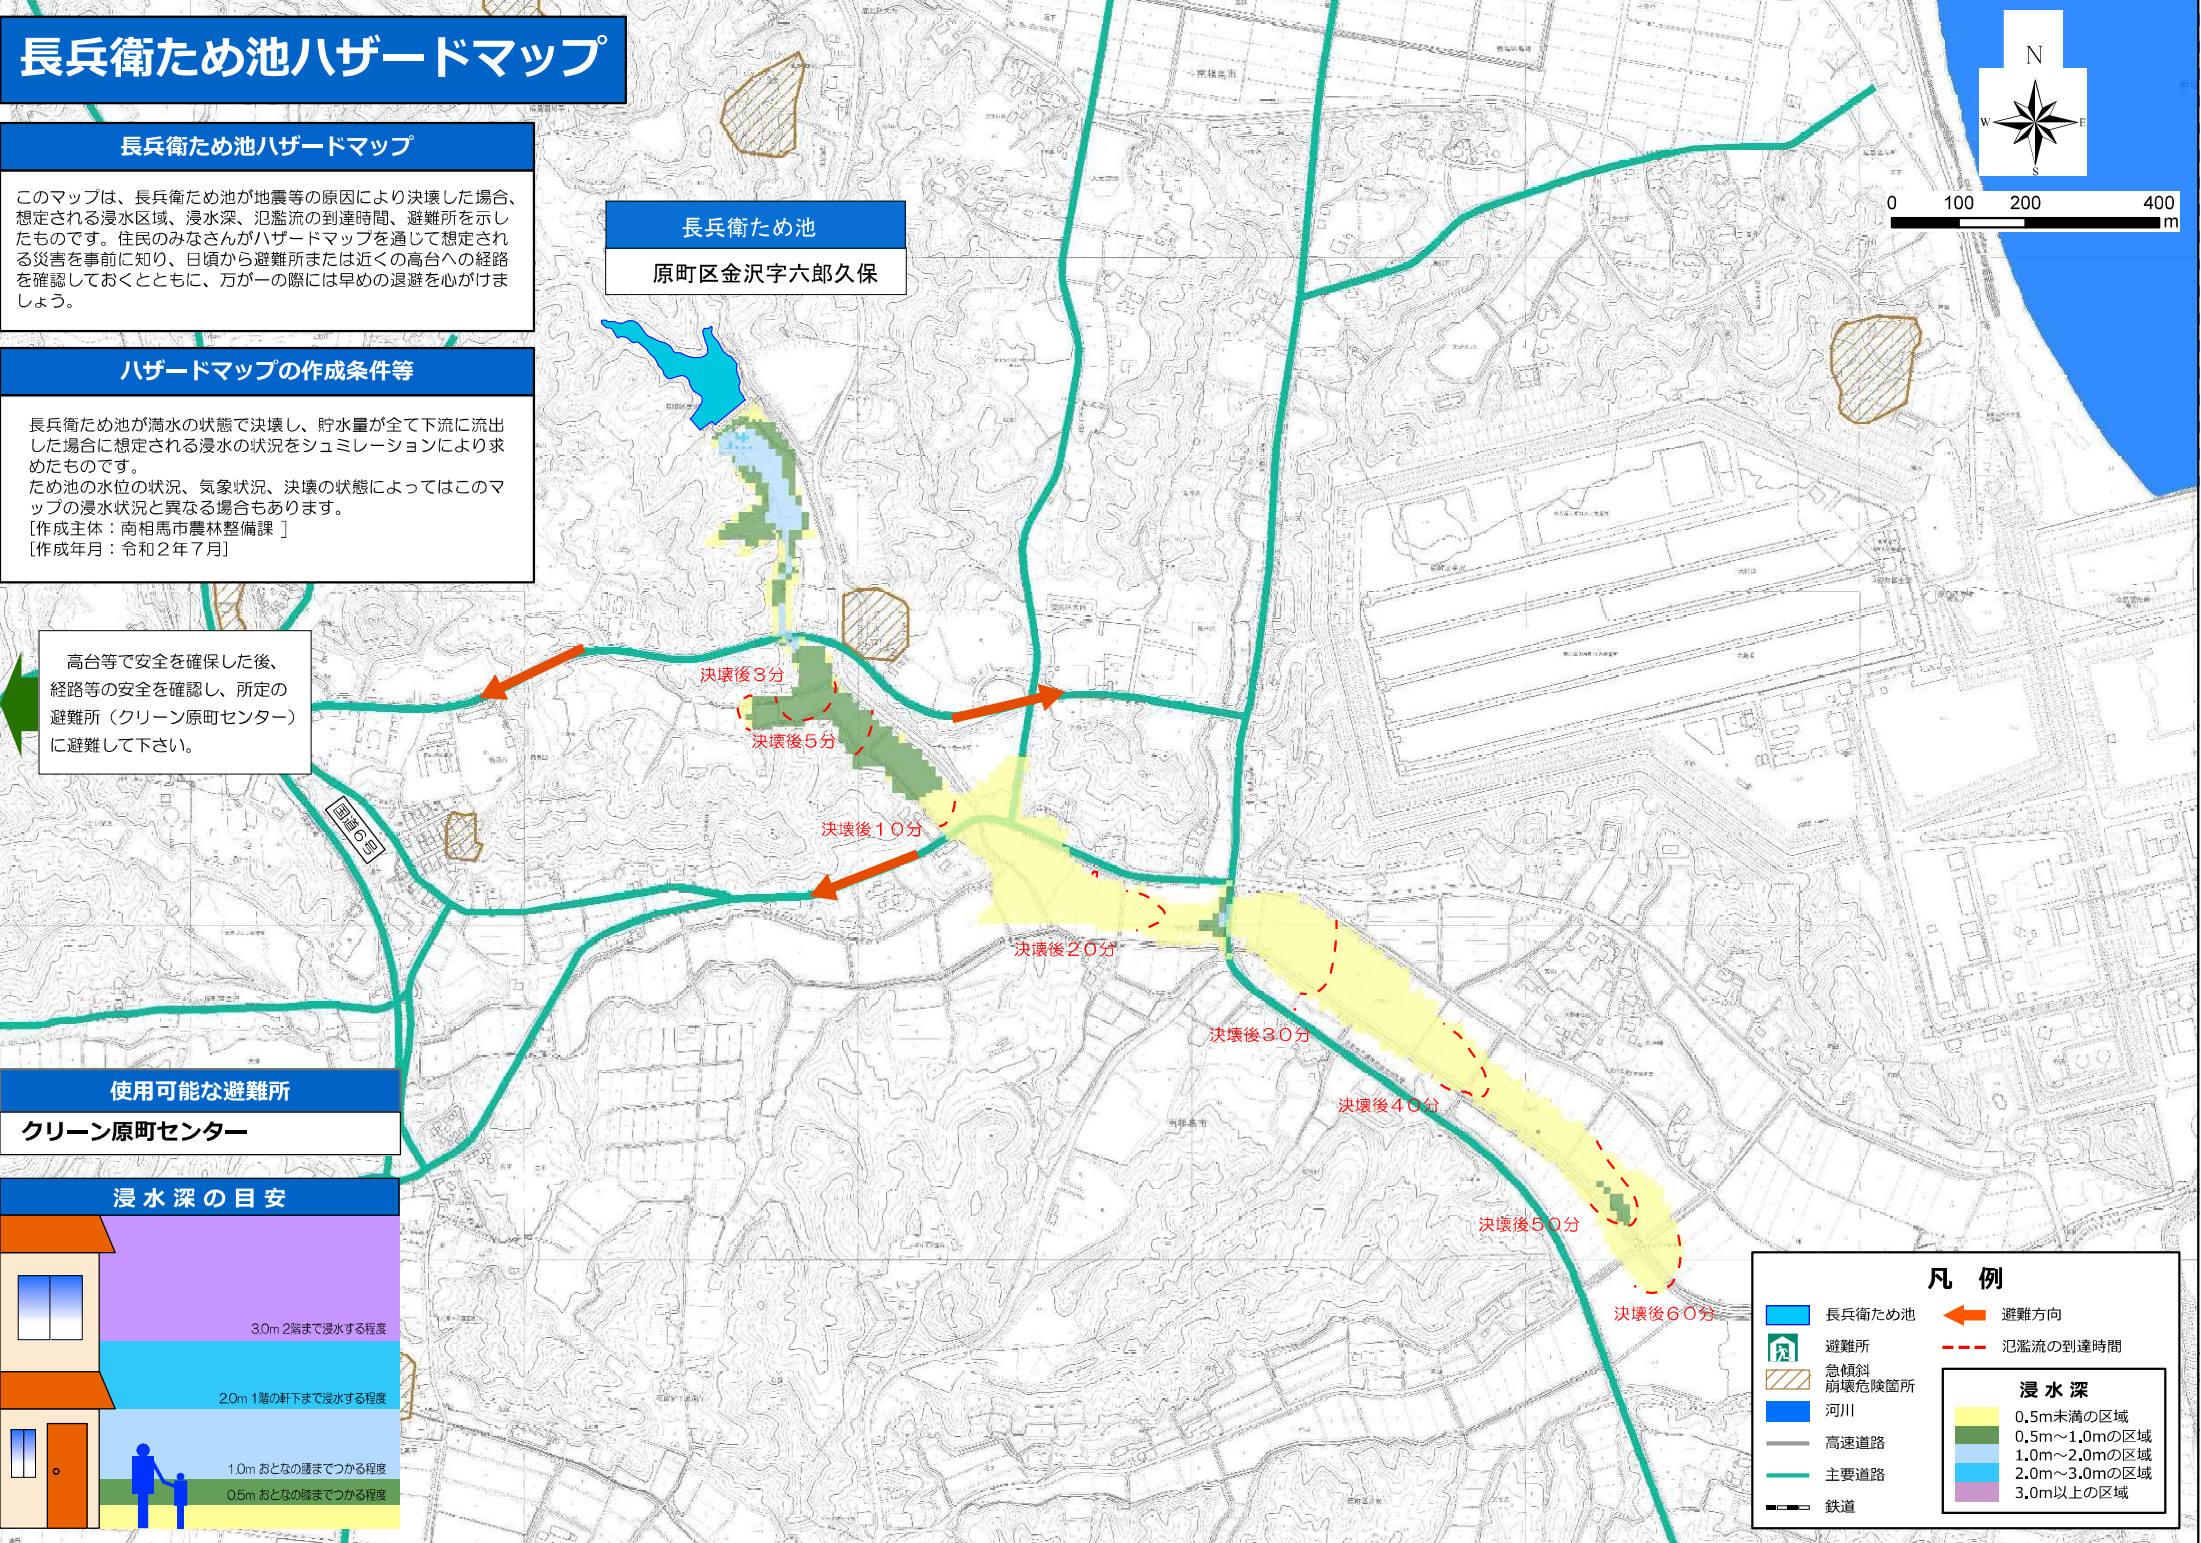 長兵衛ため池ハザードマップ
長兵衛ため池ハザードマップ
このマップは、長兵衛ため池が地震等の原因により決壊した場合、
想定される浸水区域、浸水深、氾濫流の到達時間、避難所を示し
たものです。住民のみなさんがハザードマップを通じて想定され
る災害を事前に知り、日頃から避難所または近くの高台への経路
を確認しておくとともに、万が一の際には早めの退避を心がけま
しょう。
ハザードマップの作成条件等
長兵衛ため池が満水の状態で決壊し、貯水量が全て下流に流出
した場合に想定される浸水の状況をシュミレーションにより求
めたものです。
ため池の水位の状況、気象状況、決壊の状態によってはこのマ
ップの浸水状況と異なる場合もあります。
[作成主体：南相馬市農林整備課 ]
[作成年月：令和２年７月]
長兵衛ため池
原町区金沢字六郎久保
N
W
E
S
0 100 200 400
m
南相馬市
高台等で安全を確保した後、
経路等の安全を確認し、所定の
避難所（クリーン原町センター）
に避難して下さい。
国道6号
決壊後３分
決壊後５分
決壊後１０分
決壊後２０分
決壊後３０分
決壊後４０分
決壊後５０分
決壊後６０分
南相馬市
使用可能な避難所
クリーン原町センター
浸水深の目安
3.0m 2階まで浸水する程度
2.0m 1階の軒下まで浸水する程度
1.0m おとなの腰までつかる程度
0.5m おとなの膝までつかる程度
凡 例
長兵衛ため池
避難所
急傾斜
崩壊危険箇所
河川
高速道路
主要道路
鉄道
避難方向
氾濫流の到達時間
浸水深
0.5m未満の区域
0.5m～1.0mの区域
1.0m～2.0mの区域
2.0m～3.0mの区域
3.0m以上の区域